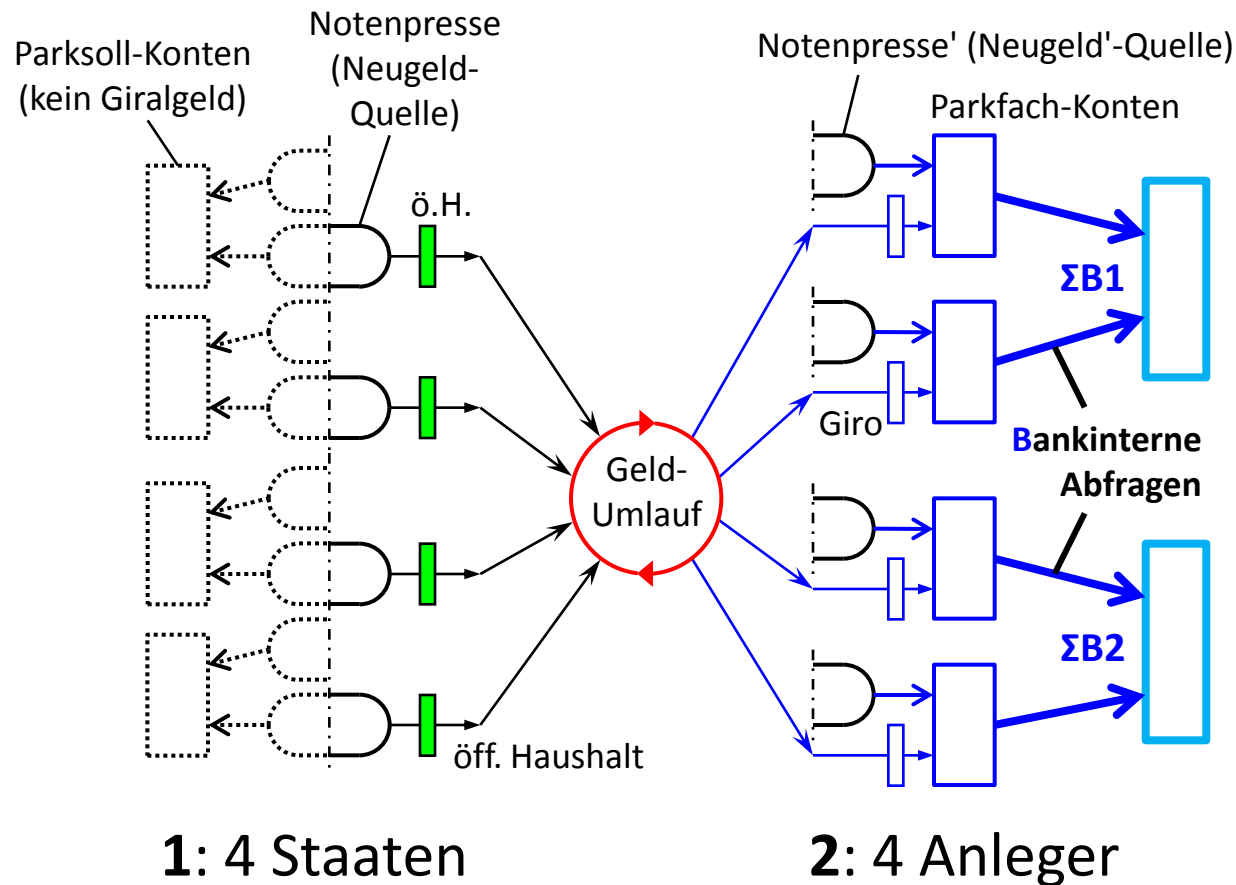 Parksoll-Konten
(kein Giralgeld)
Notenpresse
(Neugeld-
Quelle)
Notenpresse' (Neugeld'-Quelle)
Parkfach-Konten
ö.H.
ΣB1
Giro
Geld-
Umlauf
Bankinterne
Abfragen
ΣB2
öff. Haushalt
1: 4 Staaten
2: 4 Anleger